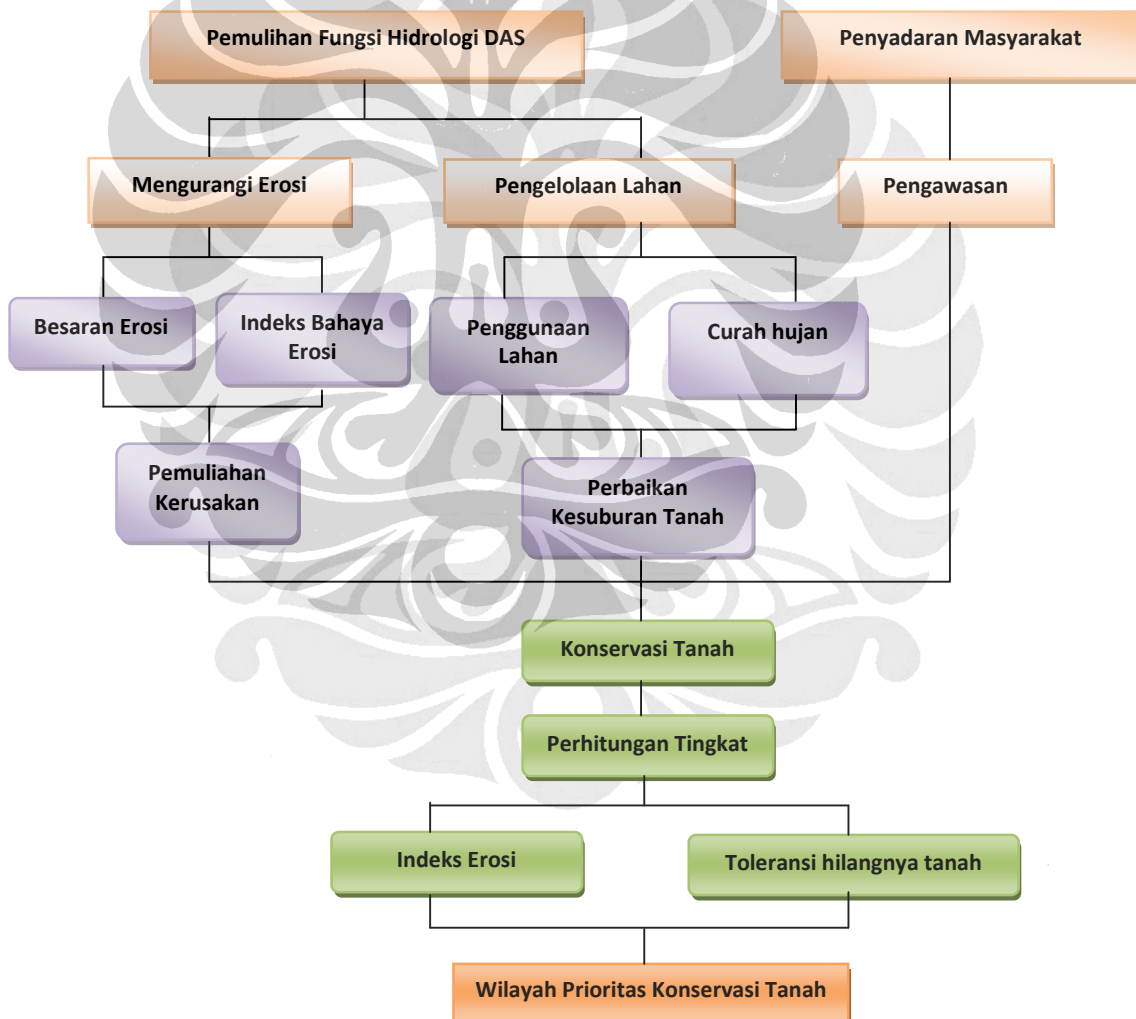 Pemulihan Fungsi Hidrologi DAS
Penyadaran Masyarakat
Mengurangi Erosi
Pengelolaan Lahan
Pengawasan
Besaran Erosi
Indeks Bahaya
Erosi
Penggunaan
Lahan
Curah hujan
Pemuliahan
Kerusakan
Perbaikan
Kesuburan Tanah
Konservasi Tanah
Perhitungan Tingkat
Indeks Erosi
Toleransi hilangnya tanah
Wilayah Prioritas Konservasi Tanah